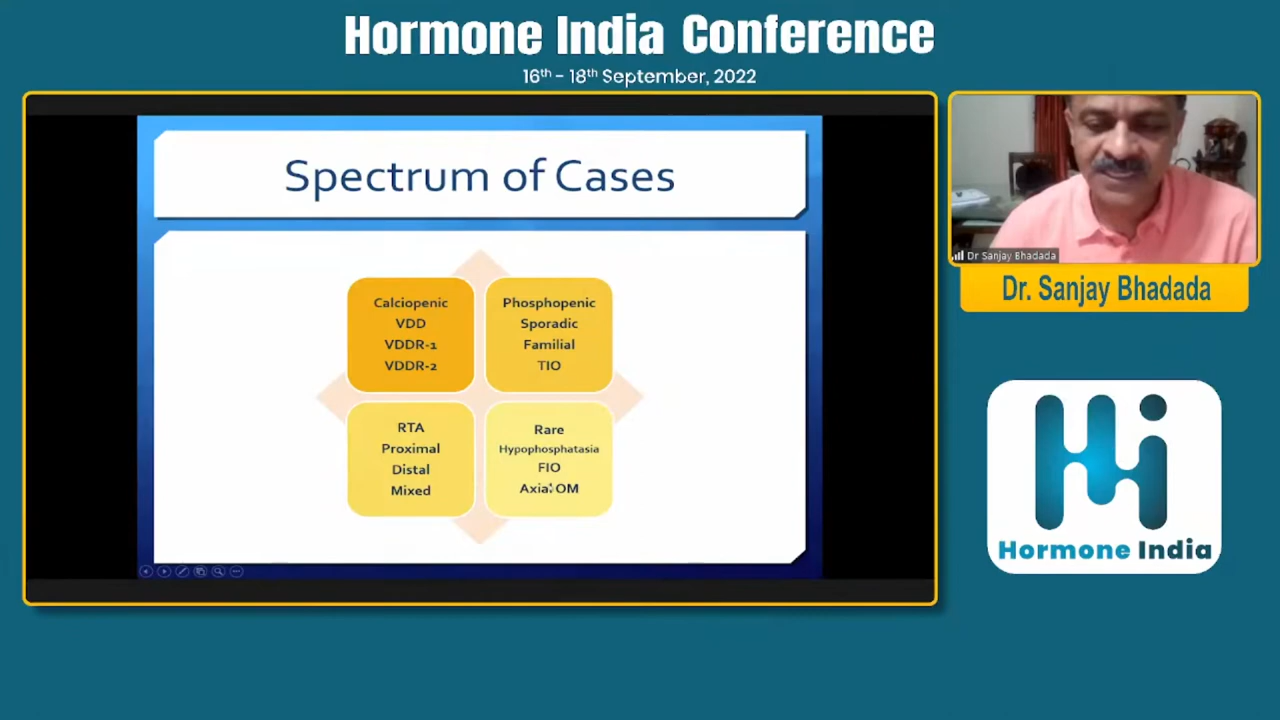 Hormone India Conference
16th - 18th September, 2022
Spectrum of Cases
Calciopenic
VDD
VDDR-1
VDDR-2
Phosphopenic
Sporadic
Familial
TIO
RTA
Proximal
Distal
Mixed
Rare
Hypophosphatasia
FIO
Axial OM
Dr Sanjay Bhadada
Dr. Sanjay Bhadada
Hi
Hormone India